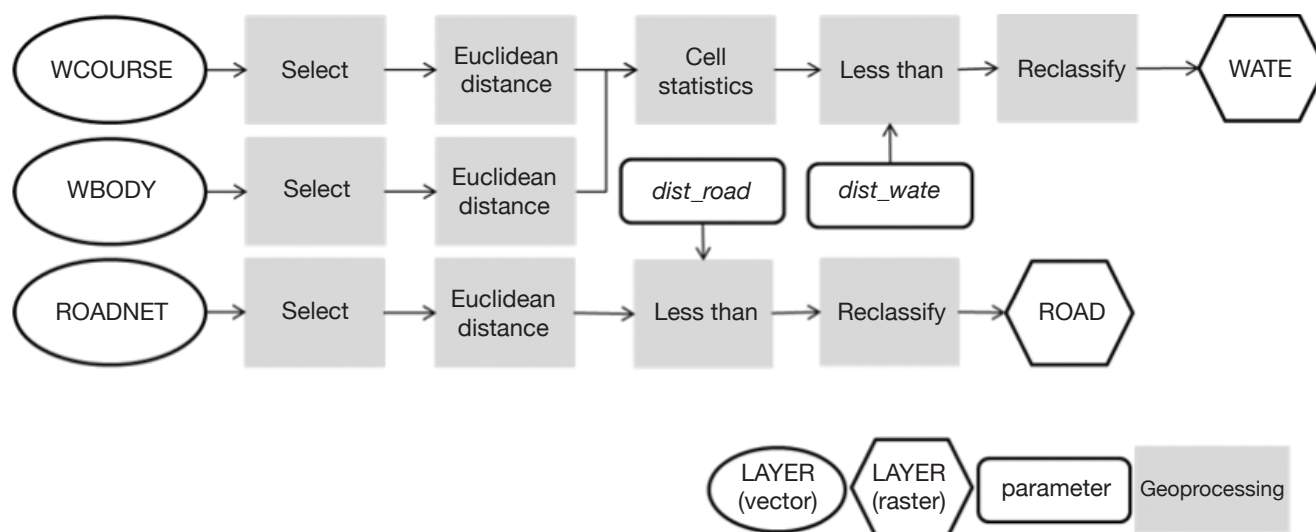 WCOURSE
Select
Euclidean
distance
Cell
statistics
Less than
Reclassify
WATE
WBODY
Select
Euclidean
distance
dist_road
dist_wate
ROADNET
Select
Euclidean
distance
Less than
Reclassify
ROAD
LAYER
(vector)
LAYER
(raster)
parameter
Geoprocessing